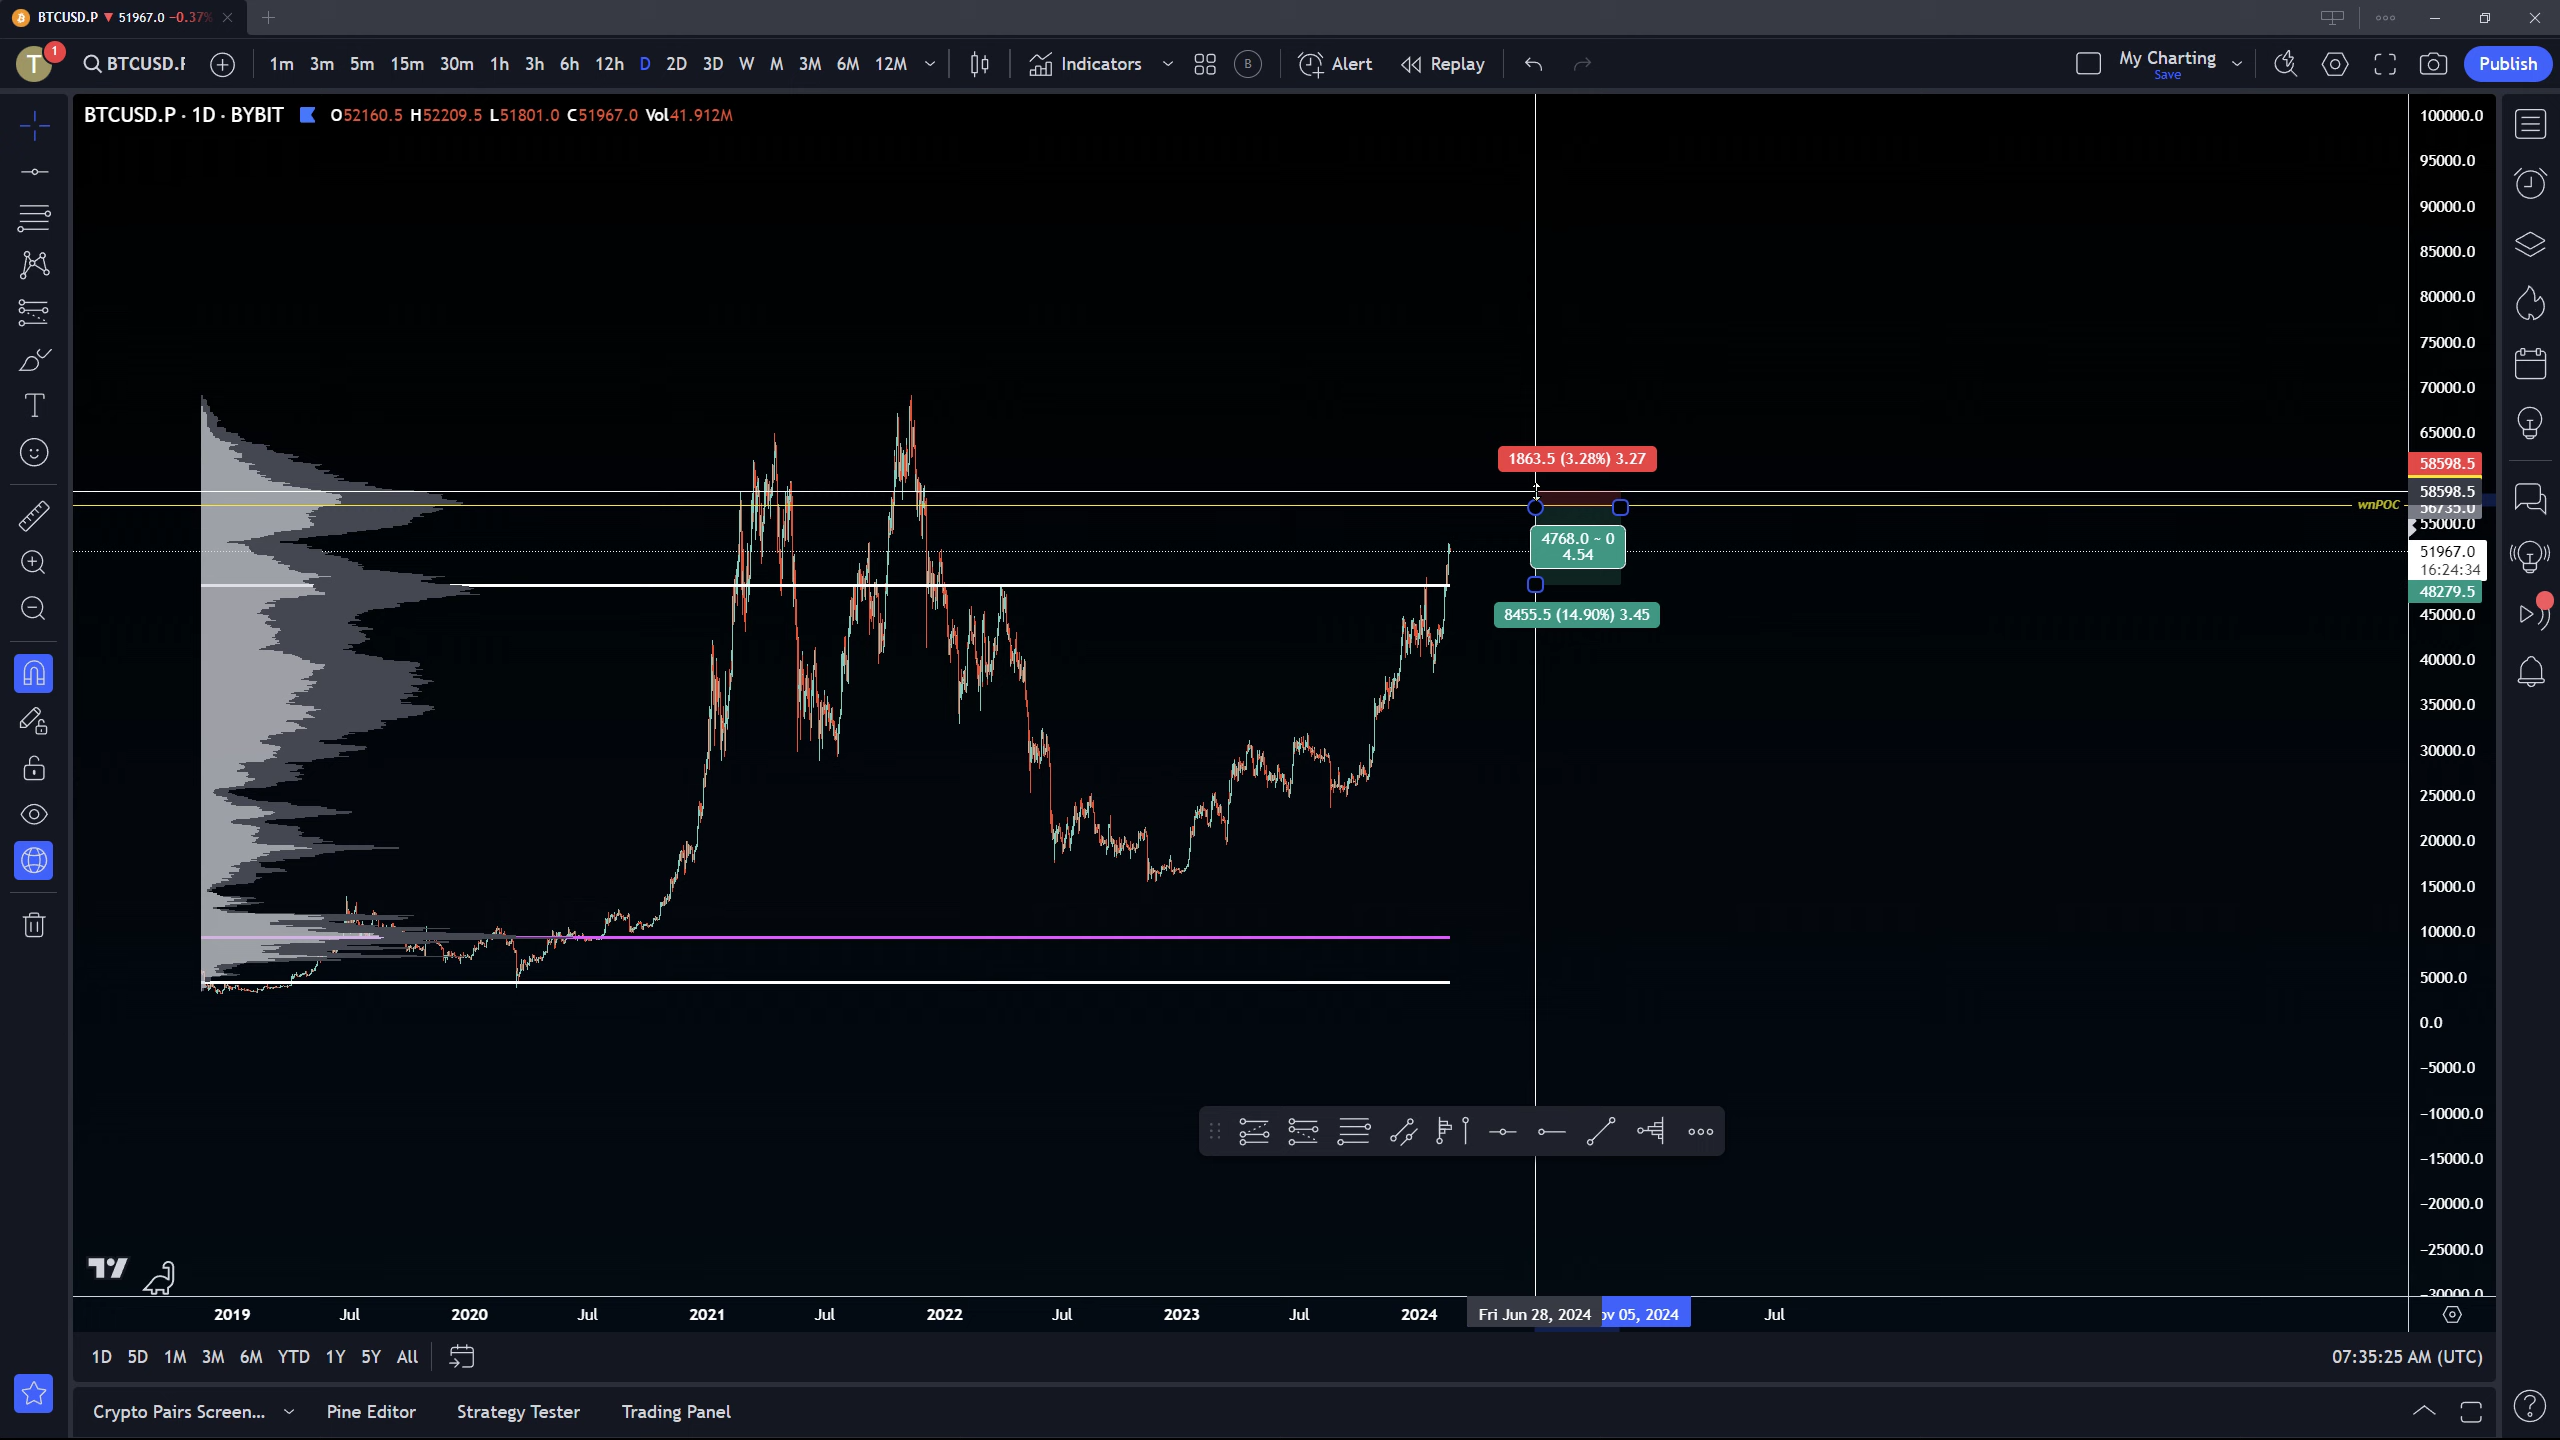 BTCUSD.P ▼ 51967.0 −0.37%
T
1
BTCUSD.P
1m 3m 5m 15m 30m 1h 3h 6h 12h D 2D 3D W M 3M 6M 12M
Indicators
B
Alert
Replay
My Charting
Save
Publish
BTCUSD.P · 1D · BYBIT O52160.5 H52209.5 L51801.0 C51967.0 Vol41.912M
100000.0
95000.0
90000.0
85000.0
80000.0
75000.0
70000.0
65000.0
1863.5 (3.28%) 3.27
58598.5
58598.5
wnPOC
56735.0
55000.0
4768.0 ~ 0
4.54
51967.0
16:24:34
48279.5
8455.5 (14.90%) 3.45
45000.0
40000.0
35000.0
30000.0
25000.0
20000.0
15000.0
10000.0
5000.0
0.0
−5000.0
−10000.0
−15000.0
−20000.0
−25000.0
−30000.0
2019 Jul 2020 Jul 2021 Jul 2022 Jul 2023 Jul 2024 Fri Jun 28, 2024 ov 05, 2024 Jul
1D 5D 1M 3M 6M YTD 1Y 5Y All
07:35:25 AM (UTC)
Crypto Pairs Screen... Pine Editor Strategy Tester Trading Panel